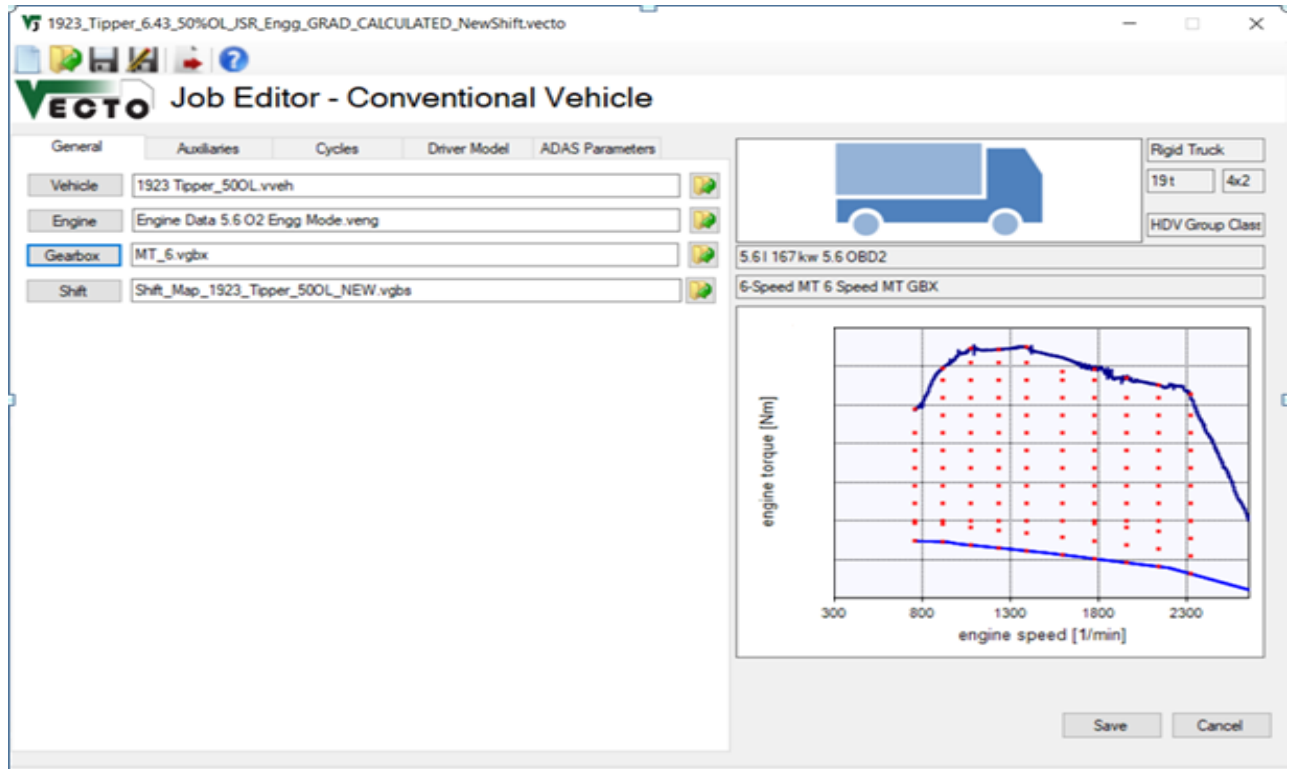 1923_Tipper_6.43_50%OL_JSR_Engg_GRAD_CALCULATED_NewShift.vecto
VECTO Job Editor - Conventional Vehicle
General Auxiliaries Cycles Driver Model ADAS Parameters
Vehicle 1923 Tipper_50OL.vveh
Engine Engine Data 5.6 O2 Engg Mode.veng
Gearbox MT_6.vgbx
Shift Shift_Map_1923_Tipper_50OL_NEW.vgbs
Rigid Truck
19 t 4x2
HDV Group Class
5.6 l 167 kw 5.6 OBD2
6-Speed MT 6 Speed MT GBX
engine torque [Nm]
300 800 1300 1800 2300
engine speed [1/min]
Save Cancel